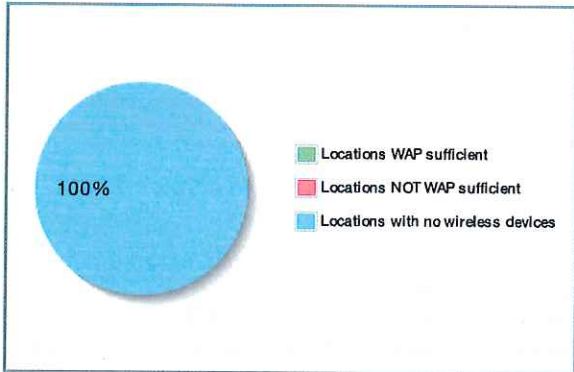 100%
Locations WAP sufficient
Locations NOT WAP sufficient
Locations with no wireless devices